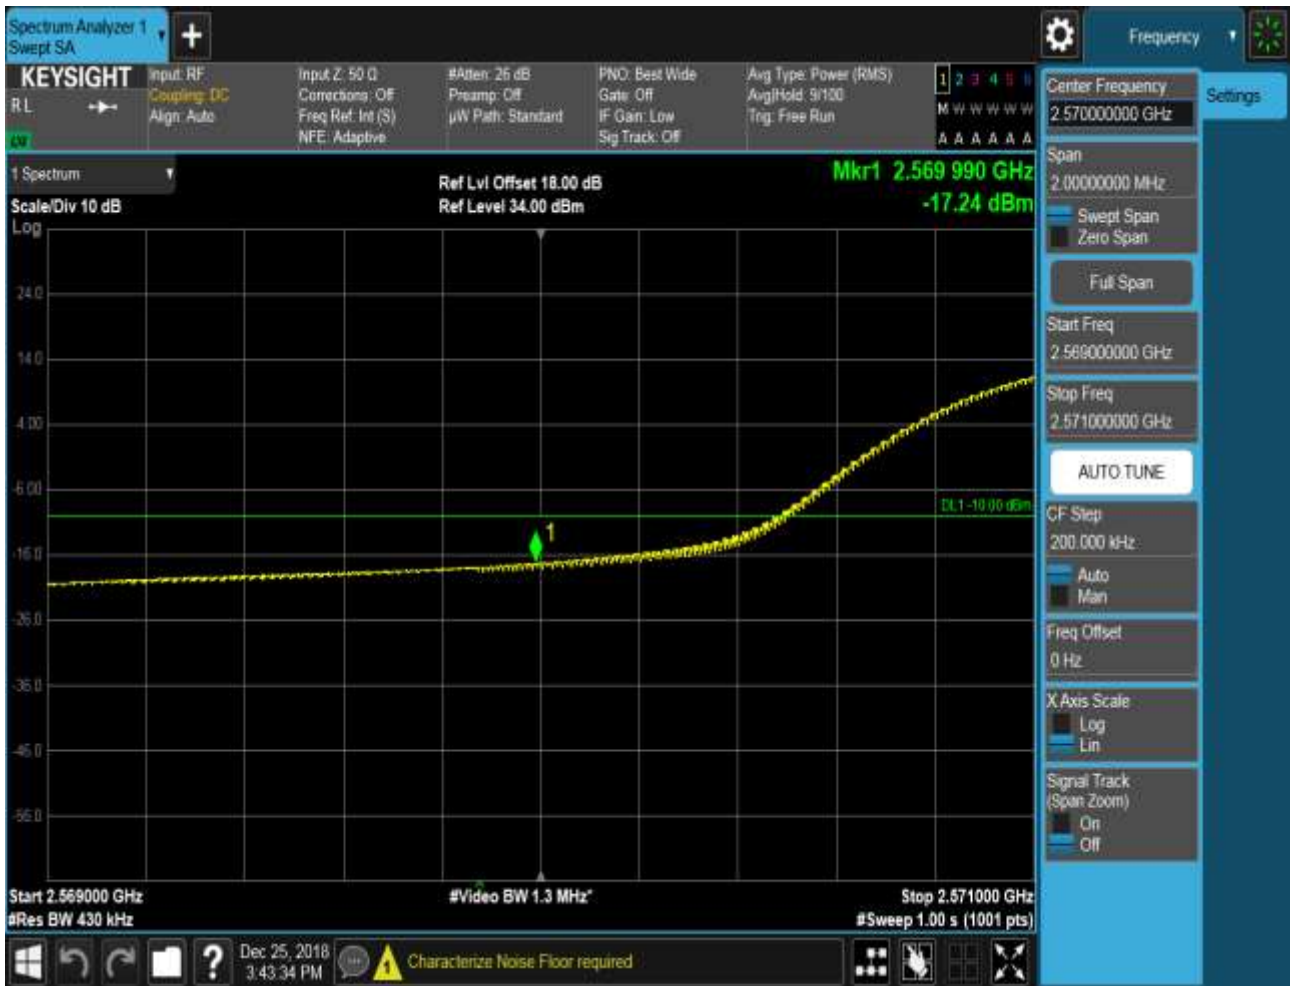 Spectrum Analyzer 1
Swept SA
+
Frequency
KEYSIGHT
RL
Input: RF
Coupling: DC
Align: Auto
Input Z: 50 Ω
Corrections: Off
Freq Ref: Int (S)
NFE: Adaptive
#Atten: 26 dB
Preamp: Off
µW Path: Standard
PNO: Best Wide
Gate: Off
IF Gain: Low
Sig Track: Off
Avg Type: Power (RMS)
Avg|Hold: 9/100
Trig: Free Run
1 2 3 4 5 6
M W W W W W
A A A A A A
1 Spectrum
Scale/Div 10 dB
Log
Ref Lvl Offset 18.00 dB
Ref Level 34.00 dBm
Mkr1 2.569 990 GHz
-17.24 dBm
24.0
14.0
4.00
-6.00
-16.0
-26.0
-36.0
-46.0
-56.0
DL1 -10.00 dBm
1
Start 2.569000 GHz
#Res BW 430 kHz
#Video BW 1.3 MHz*
Stop 2.571000 GHz
#Sweep 1.00 s (1001 pts)
Center Frequency
2.570000000 GHz
Settings
Span
2.00000000 MHz
Swept Span
Zero Span
Full Span
Start Freq
2.569000000 GHz
Stop Freq
2.571000000 GHz
AUTO TUNE
CF Step
200.000 kHz
Auto
Man
Freq Offset
0 Hz
X Axis Scale
Log
Lin
Signal Track
(Span Zoom)
On
Off
?
Dec 25, 2018
3:43:34 PM
1
Characterize Noise Floor required